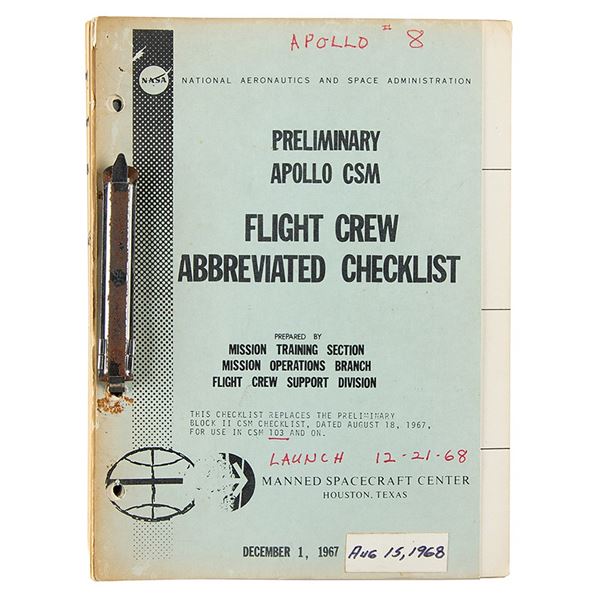 APOLLO # 8
NASA
NATIONAL AERONAUTICS AND SPACE ADMINISTRATION
PRELIMINARY
APOLLO CSM
FLIGHT CREW
ABBREVIATED CHECKLIST
PREPARED BY
MISSION TRAINING SECTION
MISSION OPERATIONS BRANCH
FLIGHT CREW SUPPORT DIVISION
THIS CHECKLIST REPLACES THE PRELIMINARY
BLOCK II CSM CHECKLIST, DATED AUGUST 18, 1967,
FOR USE IN CSM 103 AND ON.
LAUNCH 12-21-68
MANNED SPACECRAFT CENTER
HOUSTON, TEXAS
DECEMBER 1, 1967 AUG 15, 1968